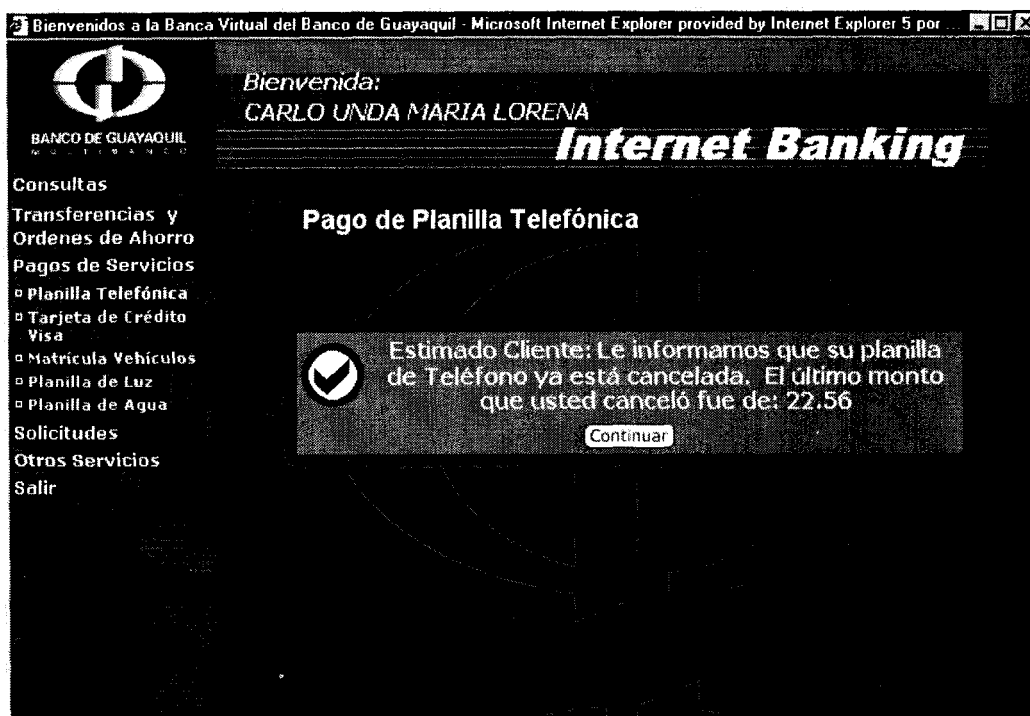 Bienvenidos a la Banca Virtual del Banco de Guayaquil - Microsoft Internet Explorer provided by Internet Explorer 5 por ...
BANCO DE GUAYAQUIL
MULTIBANCO
Bienvenida:
CARLO UNDA MARIA LORENA
Internet Banking
Consultas
Transferencias y
Ordenes de Ahorro
Pagos de Servicios
Planilla Telefónica
Tarjeta de Crédito
Visa
Matrícula Vehículos
Planilla de Luz
Planilla de Agua
Solicitudes
Otros Servicios
Salir
Pago de Planilla Telefónica
Estimado Cliente: Le informamos que su planilla
de Teléfono ya está cancelada. El último monto
que usted canceló fue de: 22.56
Continuar